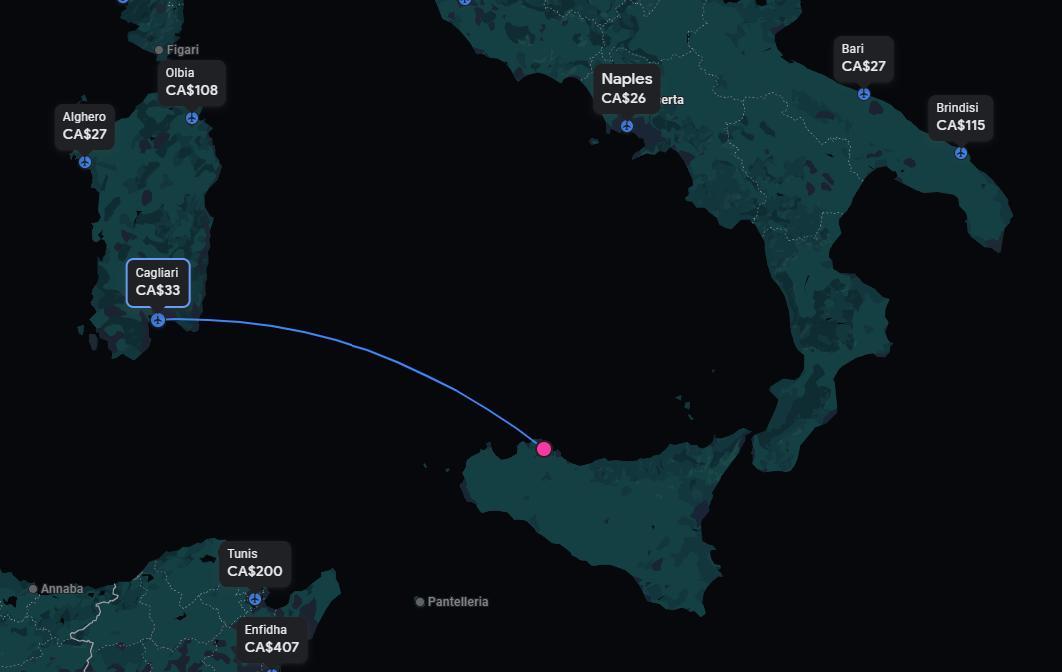 Figari
Olbia
CA$108
Alghero
CA$27
Cagliari
CA$33
Naples
CA$26
erta
Bari
CA$27
Brindisi
CA$115
Tunis
CA$200
Annaba
Pantelleria
Enfidha
CA$407